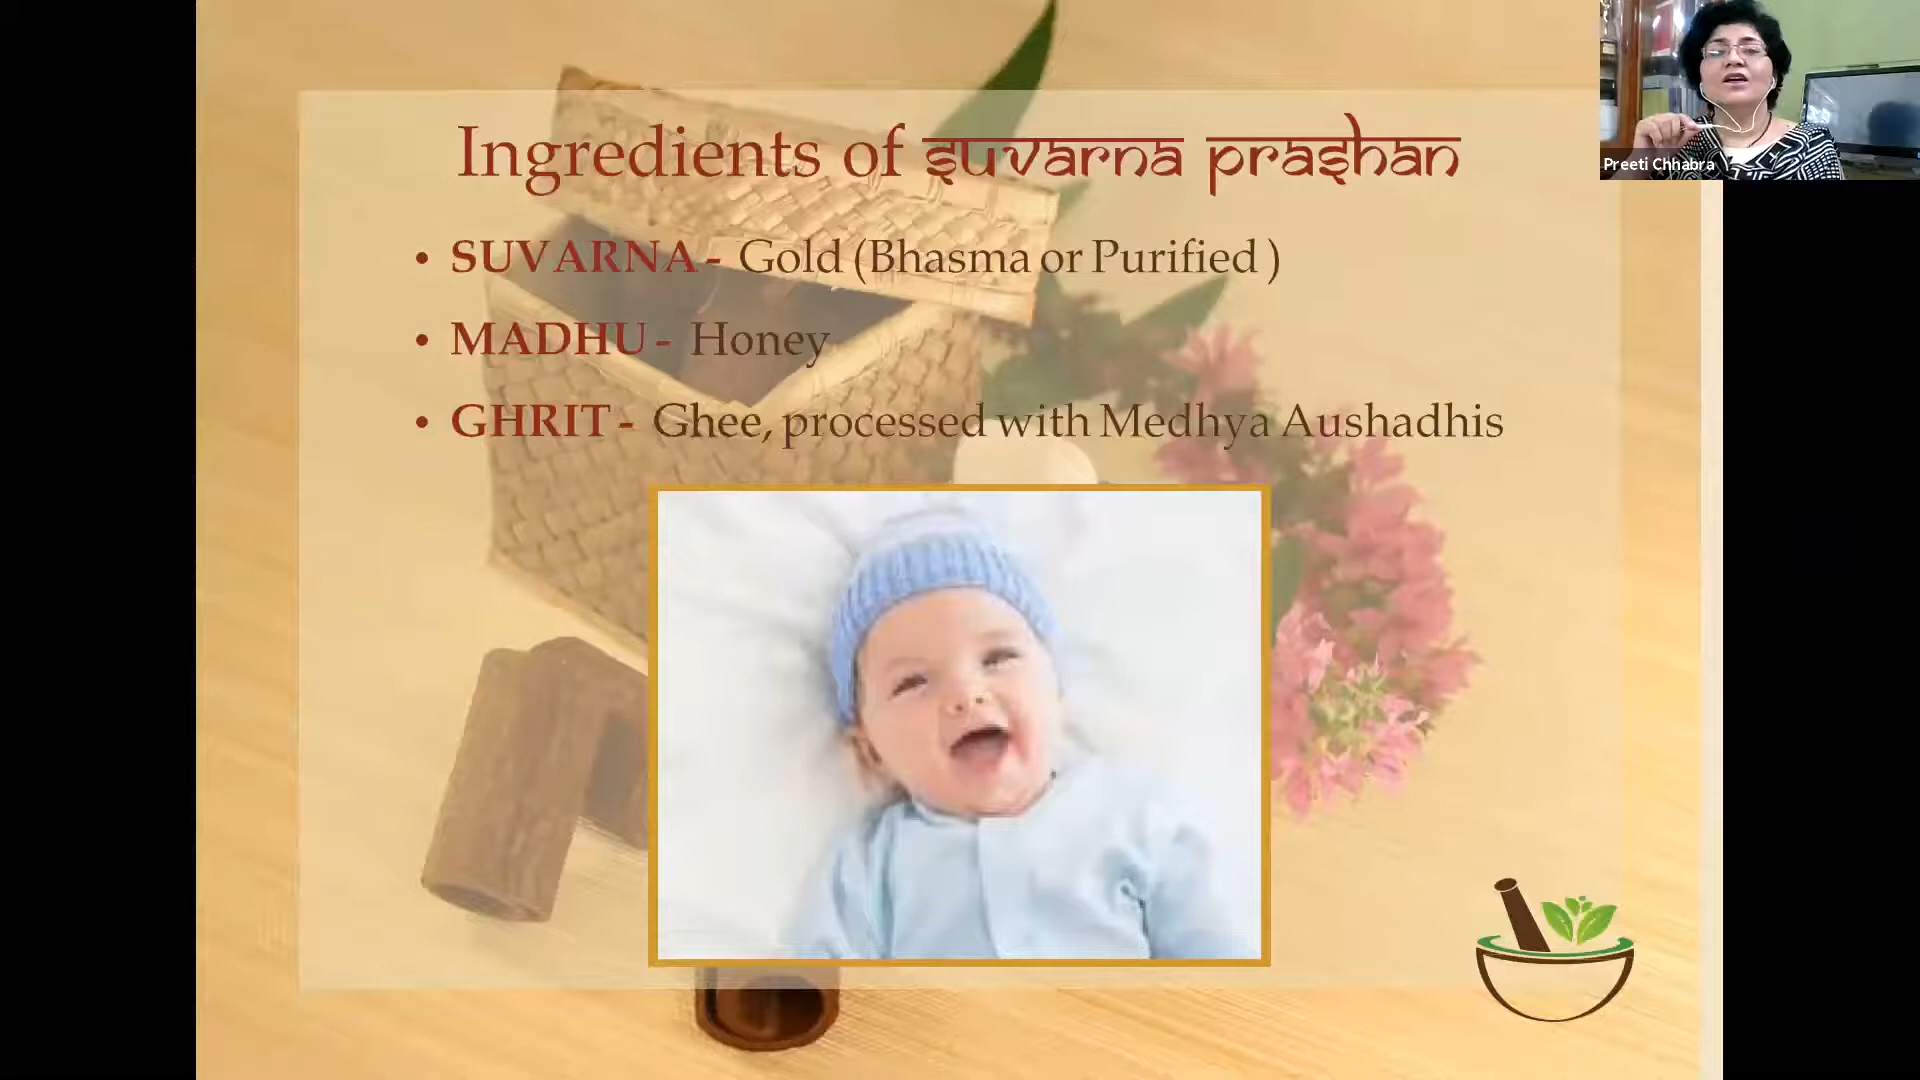 Ingredients of suvarna prashan
• SUVARNA - Gold (Bhasma or Purified )
• MADHU - Honey
• GHRIT - Ghee, processed with Medhya Aushadhis
Preeti Chhabra